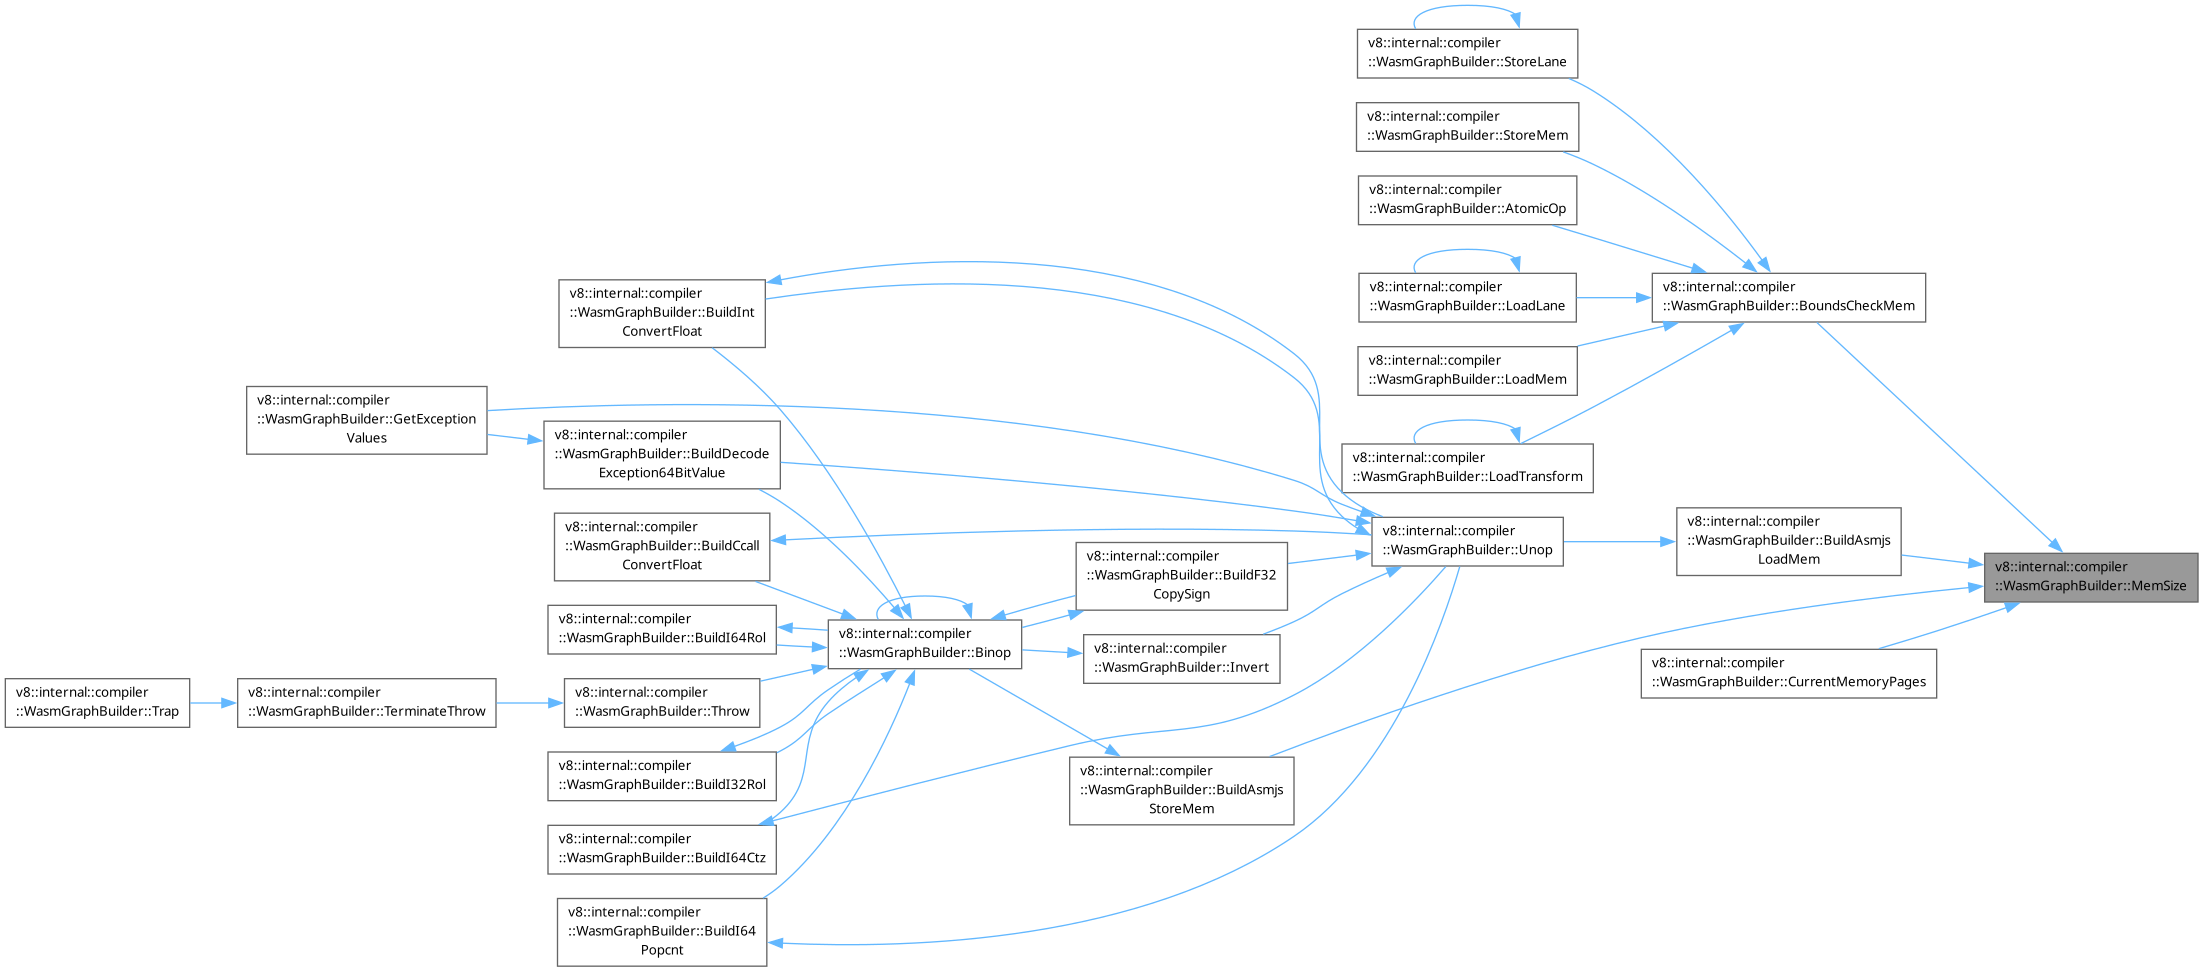 v8::internal::compiler
::WasmGraphBuilder::StoreLane
v8::internal::compiler
::WasmGraphBuilder::StoreMem
v8::internal::compiler
::WasmGraphBuilder::AtomicOp
v8::internal::compiler
::WasmGraphBuilder::LoadLane
v8::internal::compiler
::WasmGraphBuilder::BoundsCheckMem
v8::internal::compiler
::WasmGraphBuilder::BuildInt
ConvertFloat
v8::internal::compiler
::WasmGraphBuilder::LoadMem
v8::internal::compiler
::WasmGraphBuilder::GetException
Values
v8::internal::compiler
::WasmGraphBuilder::BuildDecode
Exception64BitValue
v8::internal::compiler
::WasmGraphBuilder::LoadTransform
v8::internal::compiler
::WasmGraphBuilder::BuildCcall
ConvertFloat
v8::internal::compiler
::WasmGraphBuilder::Unop
v8::internal::compiler
::WasmGraphBuilder::BuildAsmjs
LoadMem
v8::internal::compiler
::WasmGraphBuilder::BuildF32
CopySign
v8::internal::compiler
::WasmGraphBuilder::MemSize
v8::internal::compiler
::WasmGraphBuilder::BuildI64Rol
v8::internal::compiler
::WasmGraphBuilder::Binop
v8::internal::compiler
::WasmGraphBuilder::Invert
v8::internal::compiler
::WasmGraphBuilder::CurrentMemoryPages
v8::internal::compiler
::WasmGraphBuilder::Trap
v8::internal::compiler
::WasmGraphBuilder::TerminateThrow
v8::internal::compiler
::WasmGraphBuilder::Throw
v8::internal::compiler
::WasmGraphBuilder::BuildI32Rol
v8::internal::compiler
::WasmGraphBuilder::BuildAsmjs
StoreMem
v8::internal::compiler
::WasmGraphBuilder::BuildI64Ctz
v8::internal::compiler
::WasmGraphBuilder::BuildI64
Popcnt